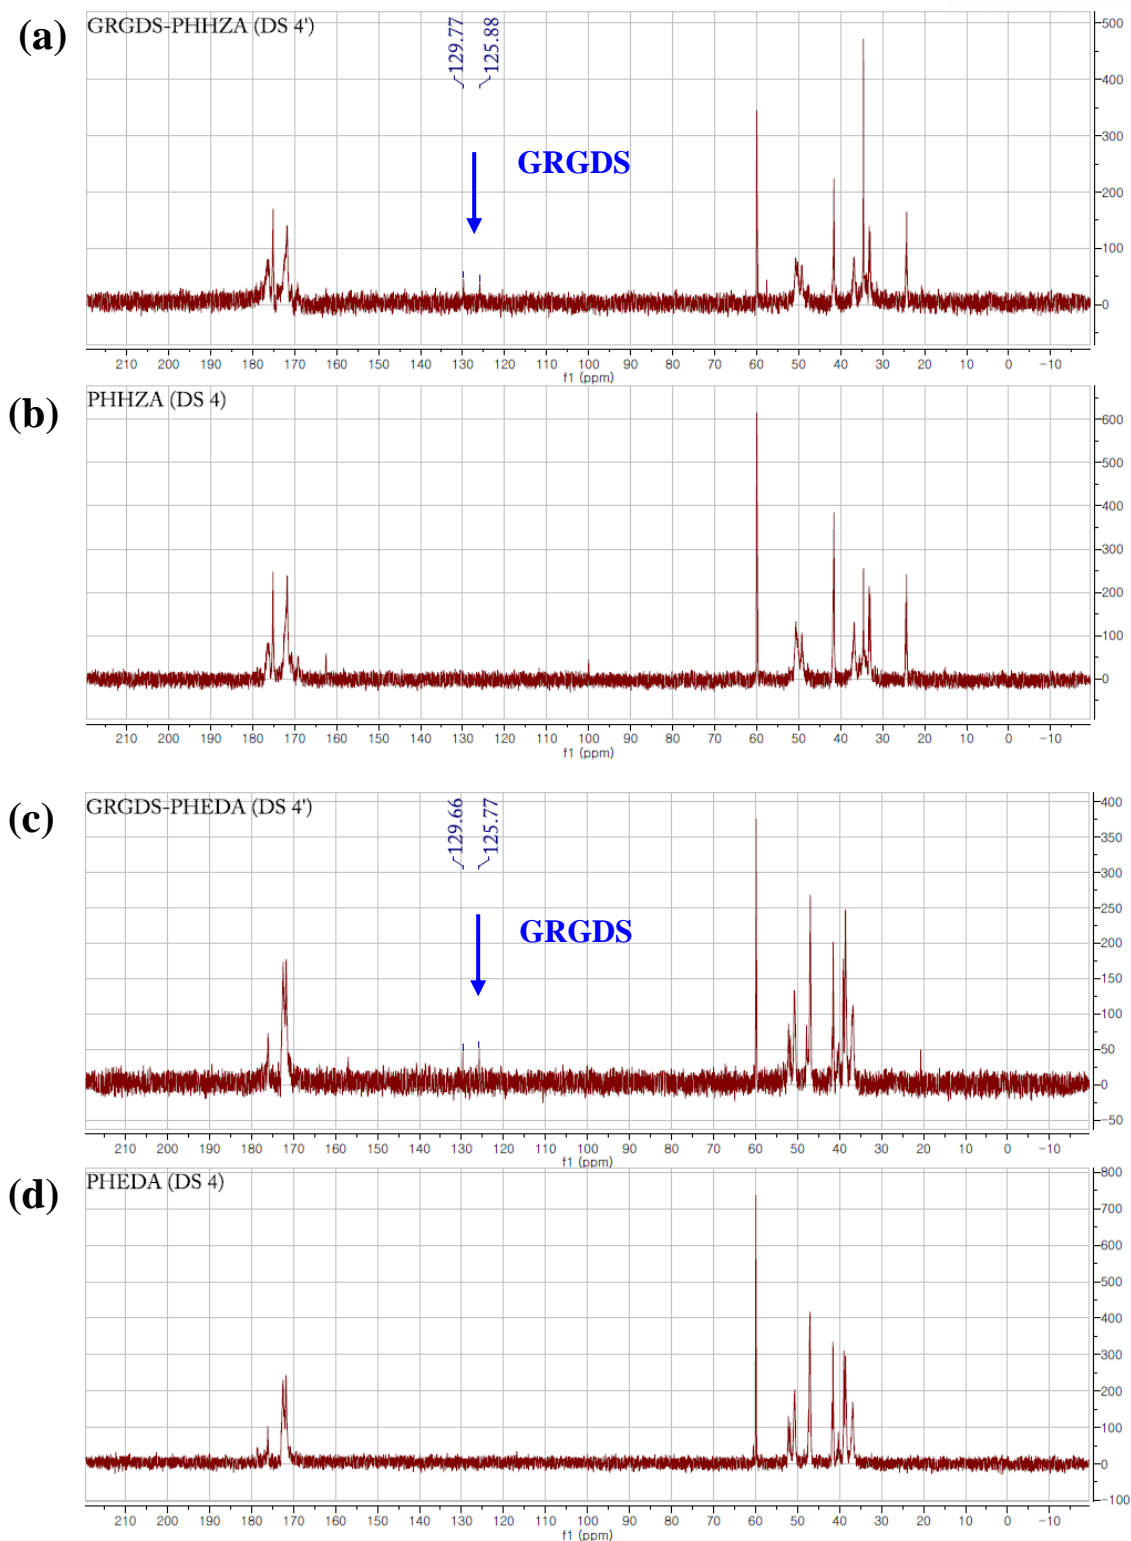 (a)
GRGDS-PHHZA (DS 4')
129.77
125.88
GRGDS
500
400
300
200
100
0
210 200 190 180 170 160 150 140 130 120 110 100 90 80 70 60 50 40 30 20 10 0 -10
f1 (ppm)
(b)
PHHZA (DS 4)
600
500
400
300
200
100
0
210 200 190 180 170 160 150 140 130 120 110 100 90 80 70 60 50 40 30 20 10 0 -10
f1 (ppm)
(c)
GRGDS-PHEDA (DS 4')
129.66
125.77
GRGDS
400
350
300
250
200
150
100
50
0
-50
210 200 190 180 170 160 150 140 130 120 110 100 90 80 70 60 50 40 30 20 10 0 -10
f1 (ppm)
(d)
PHEDA (DS 4)
800
700
600
500
400
300
200
100
0
-100
210 200 190 180 170 160 150 140 130 120 110 100 90 80 70 60 50 40 30 20 10 0 -10
f1 (ppm)